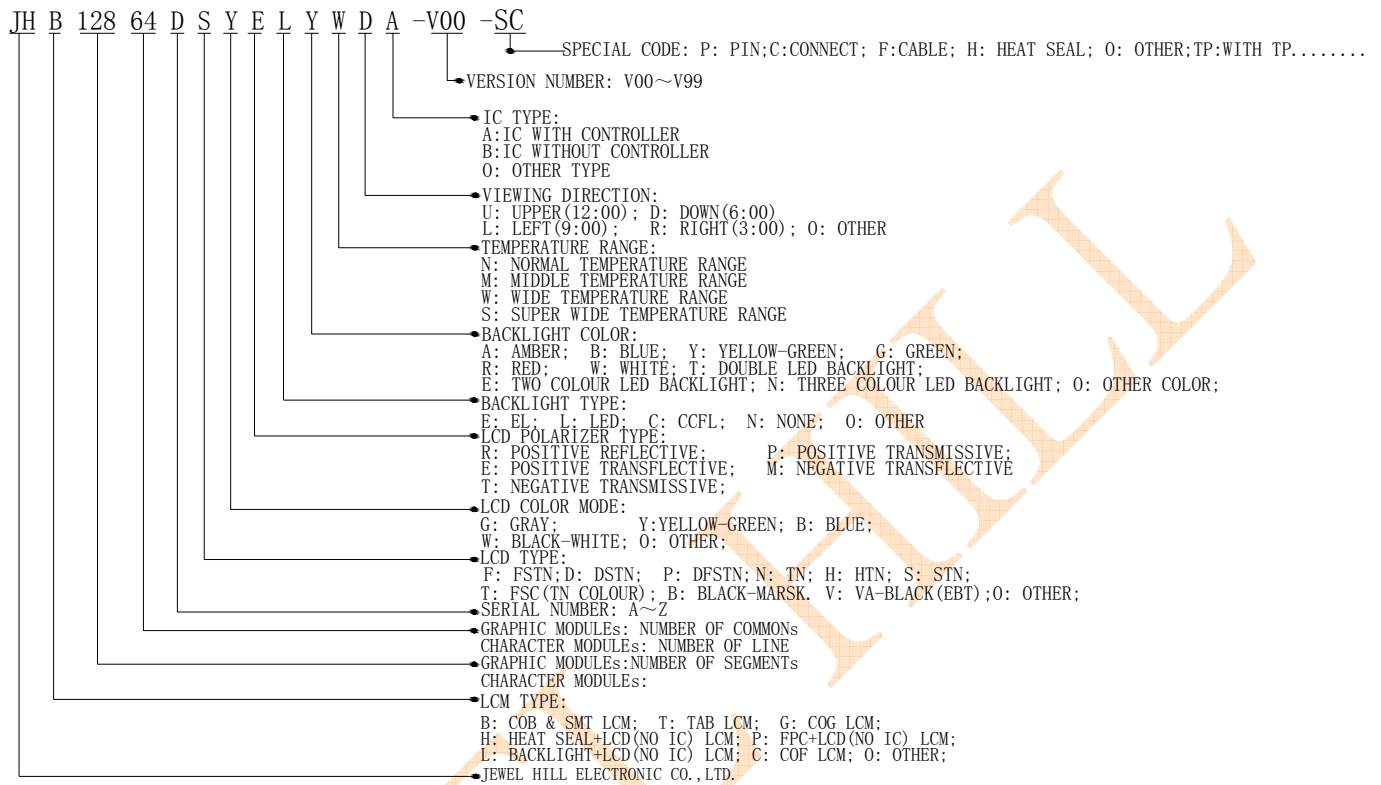 JH B 128 64 D S Y E L Y W D A -V00 -SC
SPECIAL CODE: P: PIN;C:CONNECT; F:CABLE; H: HEAT SEAL; O: OTHER;TP:WITH TP........
VERSION NUMBER: V00～V99
IC TYPE:
A:IC WITH CONTROLLER
B:IC WITHOUT CONTROLLER
O: OTHER TYPE
VIEWING DIRECTION:
U: UPPER(12:00); D: DOWN(6:00)
L: LEFT(9:00); R: RIGHT(3:00); O: OTHER
TEMPERATURE RANGE:
N: NORMAL TEMPERATURE RANGE
M: MIDDLE TEMPERATURE RANGE
W: WIDE TEMPERATURE RANGE
S: SUPER WIDE TEMPERATURE RANGE
BACKLIGHT COLOR:
A: AMBER; B: BLUE; Y: YELLOW-GREEN; G: GREEN;
R: RED; W: WHITE; T: DOUBLE LED BACKLIGHT;
E: TWO COLOUR LED BACKLIGHT; N: THREE COLOUR LED BACKLIGHT; O: OTHER COLOR;
BACKLIGHT TYPE:
E: EL; L: LED; C: CCFL; N: NONE; O: OTHER
LCD POLARIZER TYPE:
R: POSITIVE REFLECTIVE; P: POSITIVE TRANSMISSIVE;
E: POSITIVE TRANSFLECTIVE; M: NEGATIVE TRANSFLECTIVE
T: NEGATIVE TRANSMISSIVE;
LCD COLOR MODE:
G: GRAY; Y:YELLOW-GREEN; B: BLUE;
W: BLACK-WHITE; O: OTHER;
LCD TYPE:
F: FSTN;D: DSTN; P: DFSTN;N: TN; H: HTN; S: STN;
T: FSC(TN COLOUR); B: BLACK-MARSK. V: VA-BLACK(EBT);O: OTHER;
SERIAL NUMBER: A～Z
GRAPHIC MODULEs: NUMBER OF COMMONs
CHARACTER MODULEs: NUMBER OF LINE
GRAPHIC MODULEs:NUMBER OF SEGMENTs
CHARACTER MODULEs:
LCM TYPE:
B: COB & SMT LCM; T: TAB LCM; G: COG LCM;
H: HEAT SEAL+LCD(NO IC) LCM; P: FPC+LCD(NO IC) LCM;
L: BACKLIGHT+LCD(NO IC) LCM; C: COF LCM; O: OTHER;
JEWEL HILL ELECTRONIC CO.,LTD.
HILL